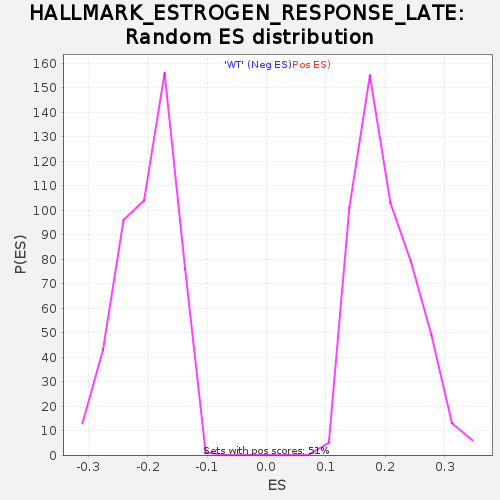 HALLMARK_ESTROGEN_RESPONSE_LATE:
Random ES distribution
'WT' (Neg ES)Pos ES)
160
150
140
130
120
110
100
90
80
70
60
50
40
30
20
10
0
P(ES)
Sets with pos scores: 51%
-0.3 -0.2 -0.1 0.0 0.1 0.2 0.3
ES